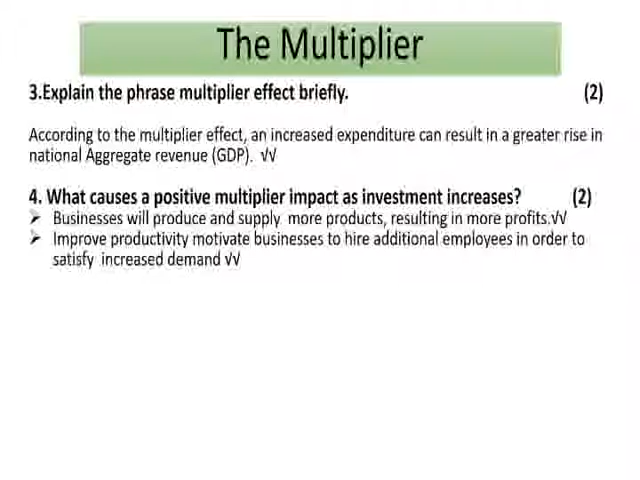 The Multiplier
3.Explain the phrase multiplier effect briefly. (2)
According to the multiplier effect, an increased expenditure can result in a greater rise in
national Aggregate revenue (GDP). √√
4. What causes a positive multiplier impact as investment increases? (2)
➢ Businesses will produce and supply more products, resulting in more profits.√√
➢ Improve productivity motivate businesses to hire additional employees in order to
satisfy increased demand √√